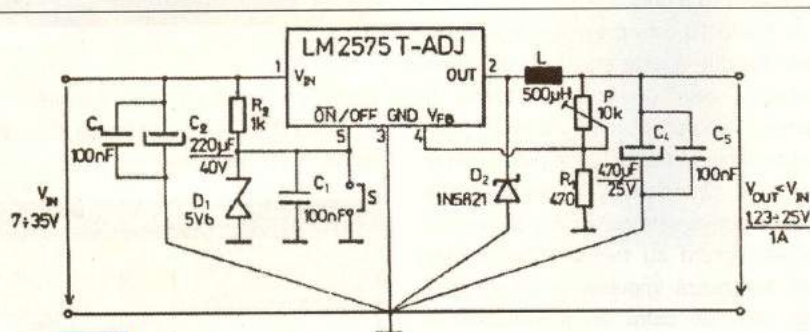 LM2575 T-ADJ
1
V_IN
OUT
2
L
500µH
P
10k
R₂
1k
ON/OFF GND V_FB
5
3
4
C₁
100nF
C₂
220µF
40V
D₁
5V6
C₁
100nF
S
D₂
1N5821
R₁
470
C₄
470µF
25V
C₅
100nF
V_IN
7÷35V
V_OUT<V_IN
1,23÷25V
1A